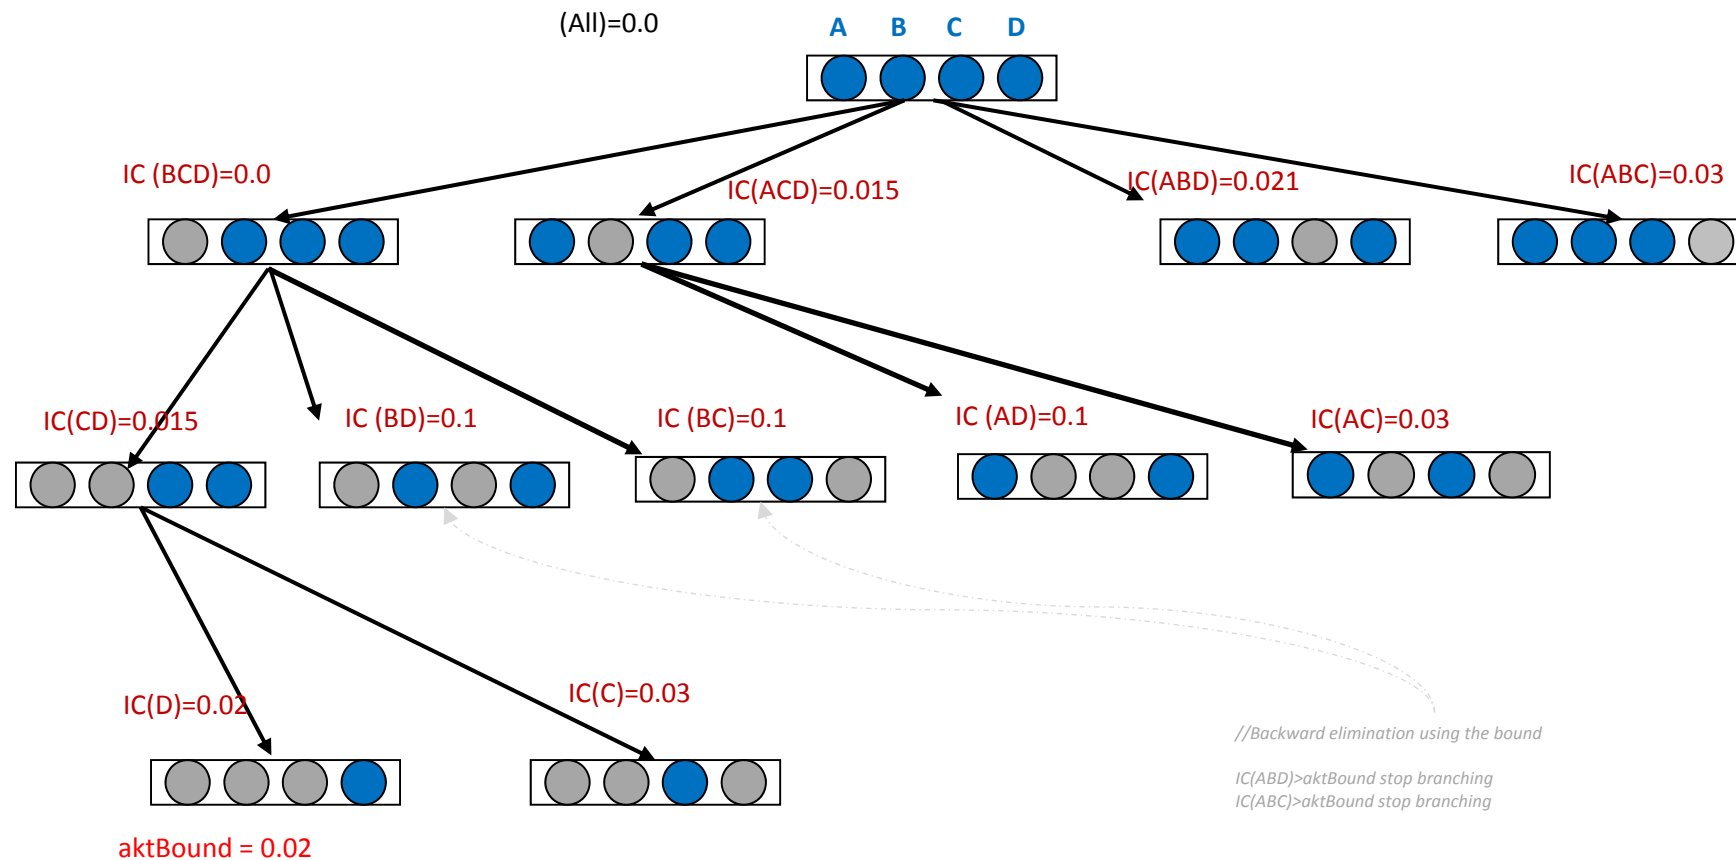 (All)=0.0
A B C D
IC (BCD)=0.0
IC(ACD)=0.015
IC(ABD)=0.021
IC(ABC)=0.03
IC(CD)=0.015
IC (BD)=0.1
IC (BC)=0.1
IC (AD)=0.1
IC(AC)=0.03
IC(D)=0.02
IC(C)=0.03
//Backward elimination using the bound
IC(ABD)>aktBound stop branching
IC(ABC)>aktBound stop branching
aktBound = 0.02